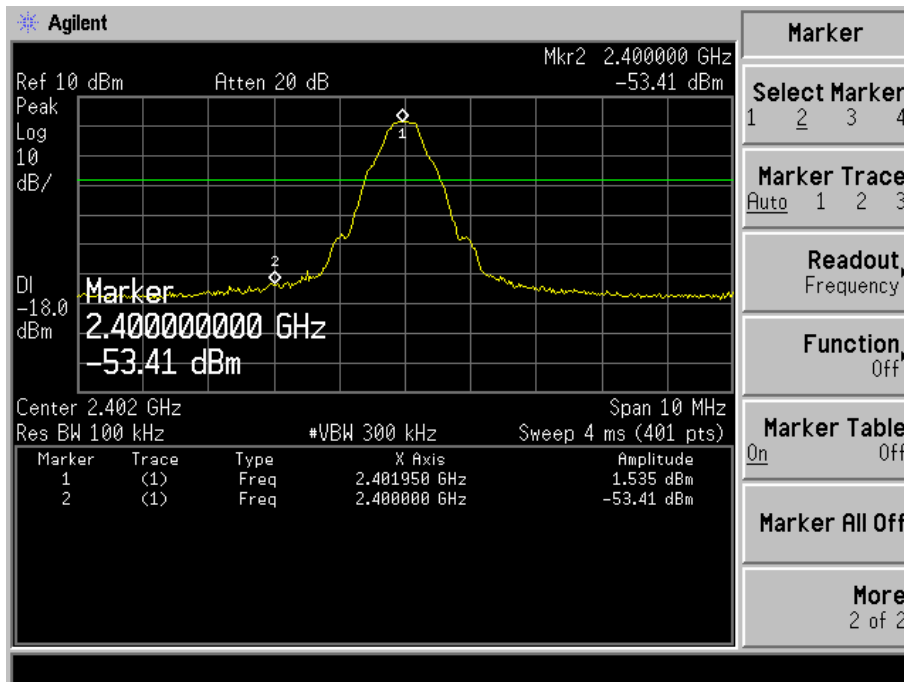 Agilent
Mkr2 2.400000 GHz
Ref 10 dBm Atten 20 dB -53.41 dBm
Peak
Log
10
dB/
1
2
DI
-18.0
dBm
Marker
2.400000000 GHz
-53.41 dBm
Center 2.402 GHz Span 10 MHz
Res BW 100 kHz #VBW 300 kHz Sweep 4 ms (401 pts)
Marker Trace Type X Axis Amplitude
1 (1) Freq 2.401950 GHz 1.535 dBm
2 (1) Freq 2.400000 GHz -53.41 dBm
Marker
Select Marker
1 2 3 4
Marker Trace
Auto 1 2 3
Readout
Frequency
Function
Off
Marker Table
On Off
Marker All Off
More
2 of 2